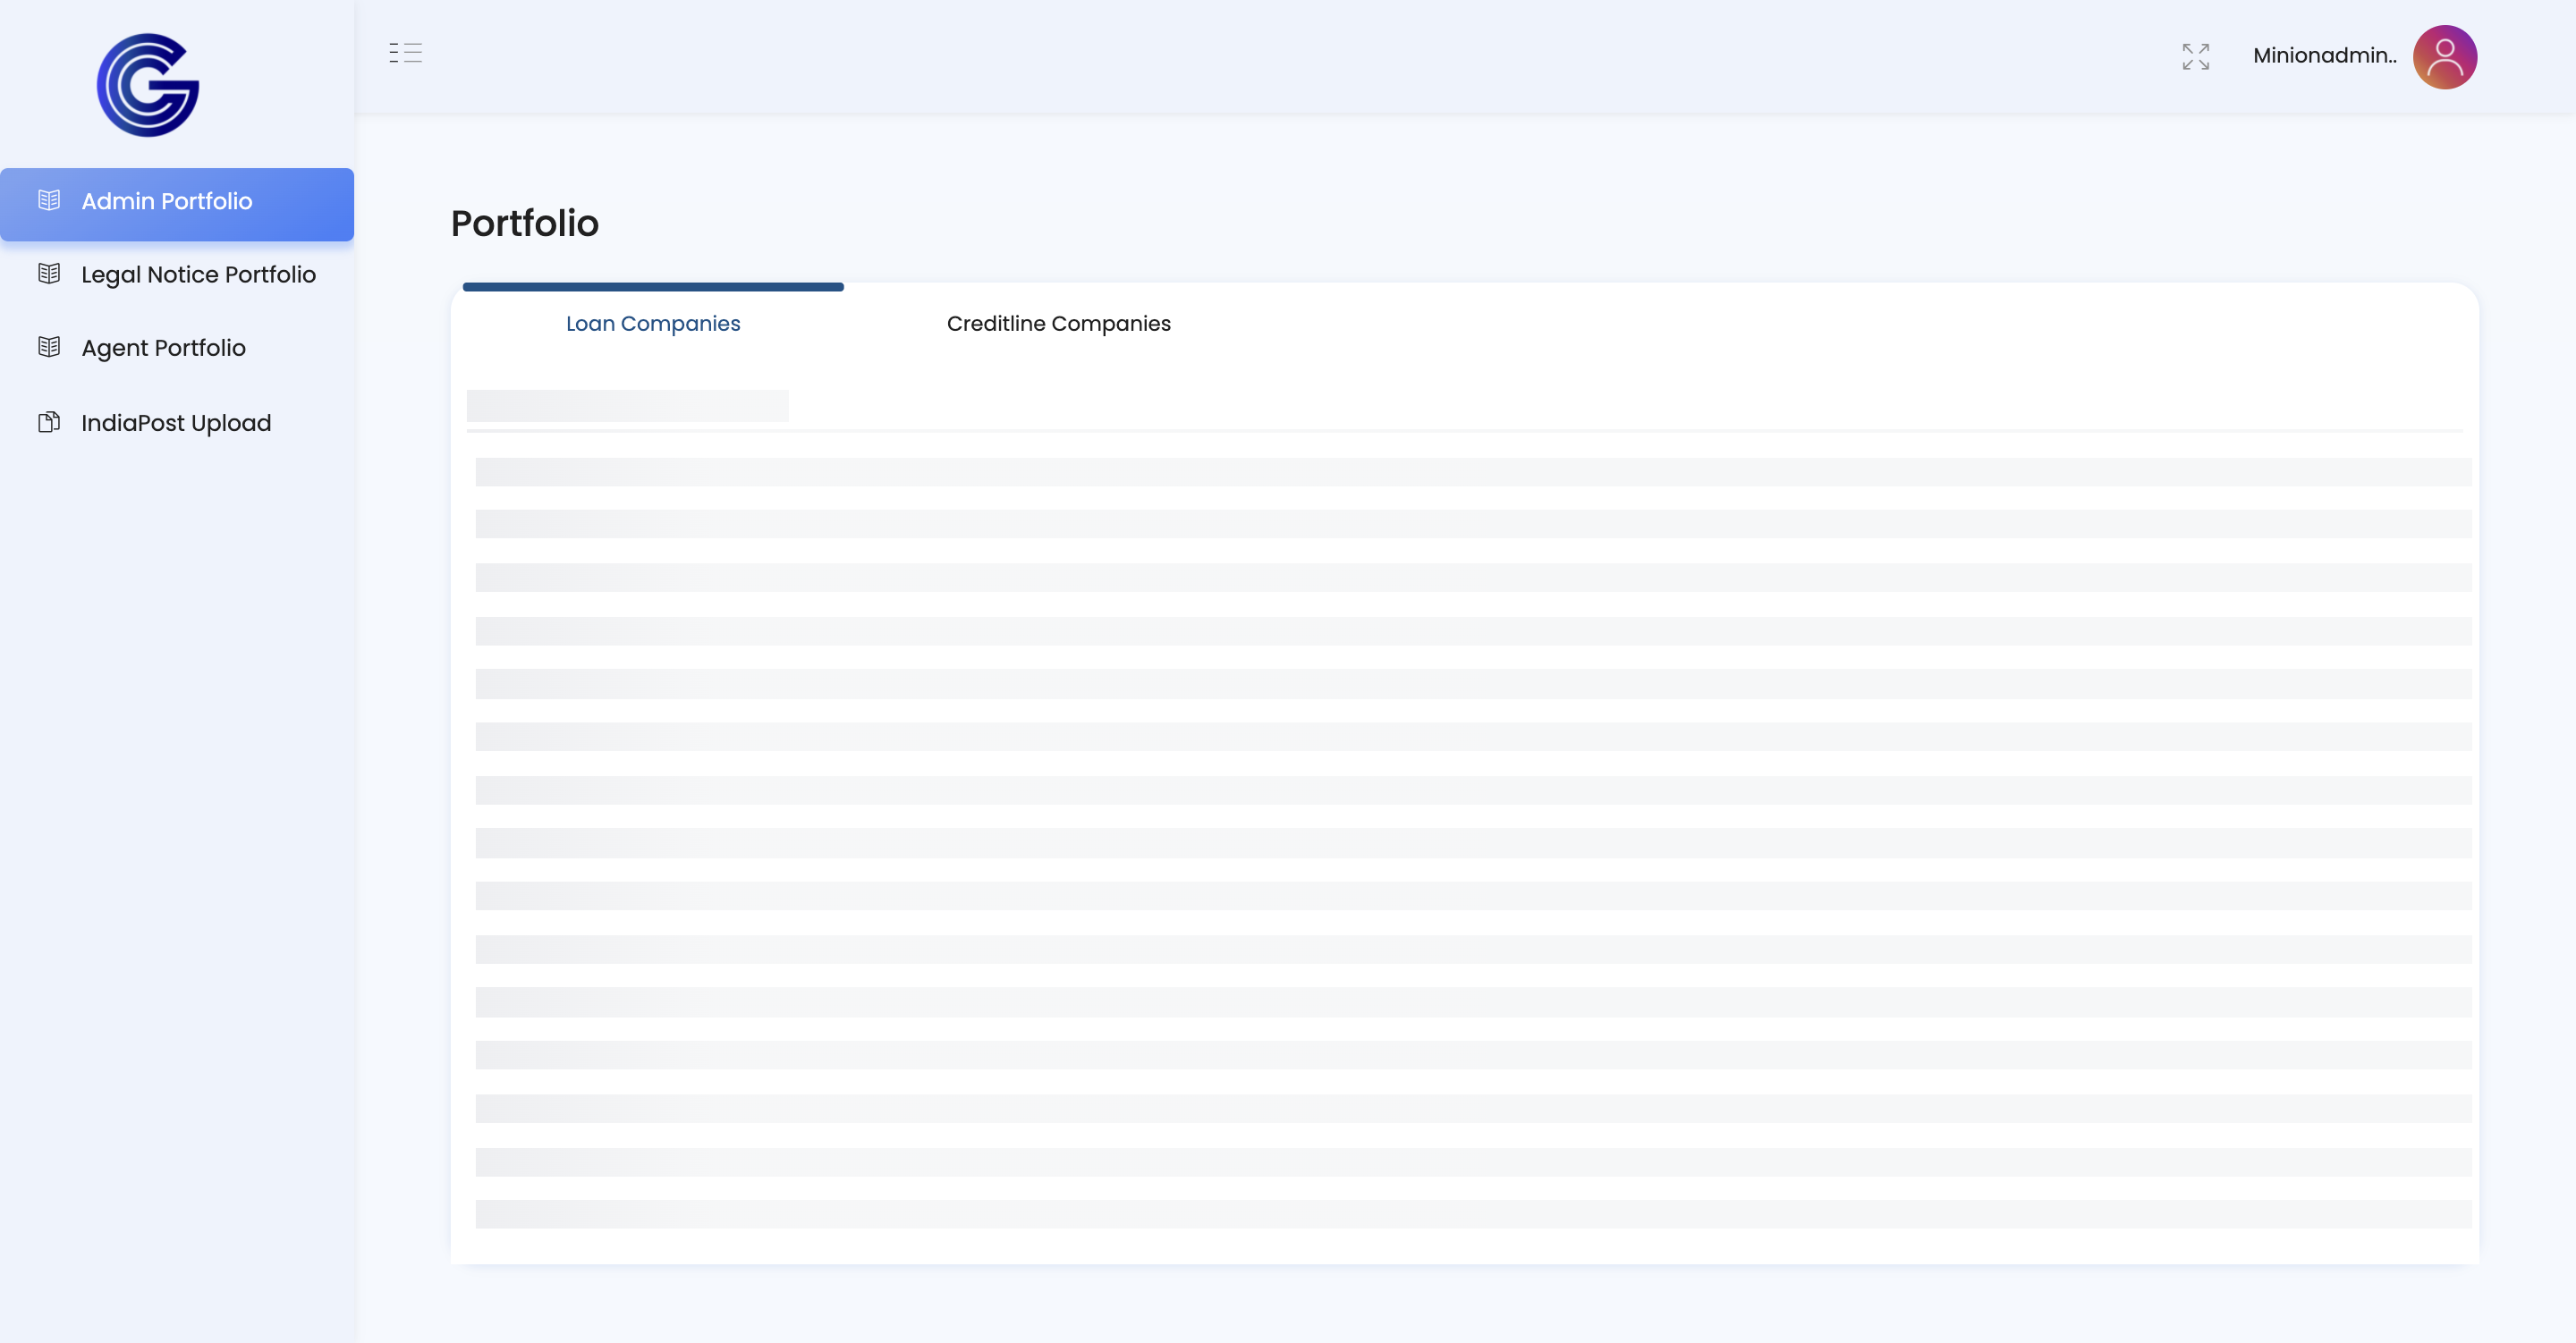 Minionadmin..
Admin Portfolio
Legal Notice Portfolio
Agent Portfolio
IndiaPost Upload
Portfolio
Loan Companies
Creditline Companies